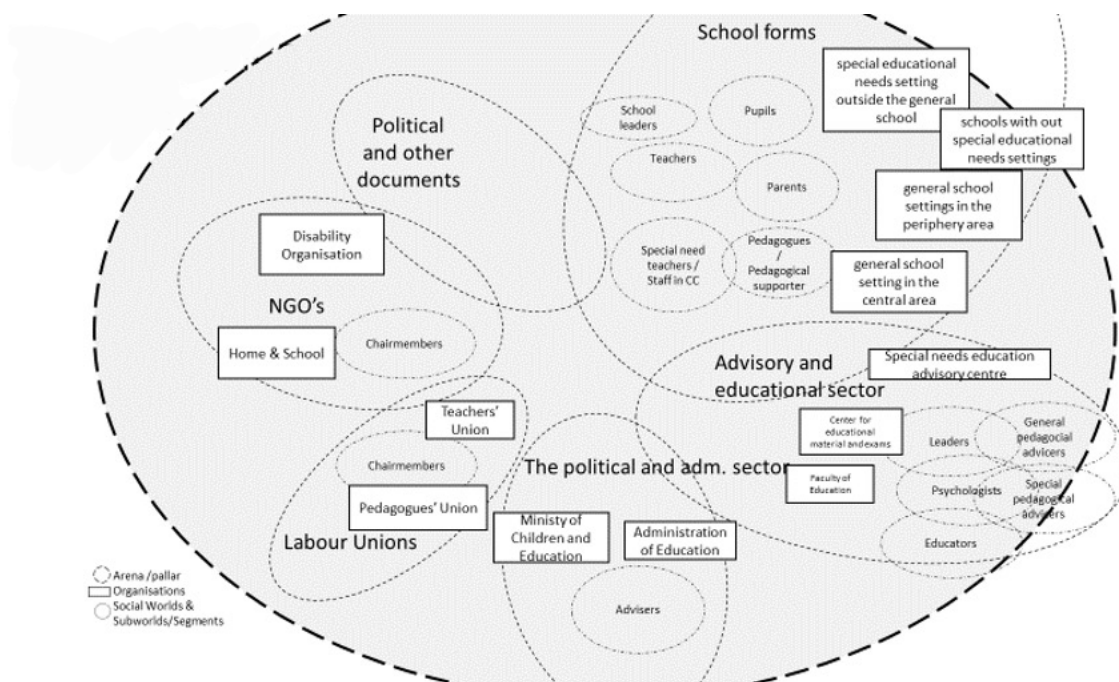 School forms
special educational
needs setting
outside the general
school
schools with out
special educational
needs settings
School
leaders
Pupils
Teachers
Parents
general school
settings in the
periphery area
Special need
teachers /
Staff in CC
Pedagogues
/
Pedagogical
supporter
general school
setting in the
central area
Political
and other
documents
Disability
Organisation
NGO's
Home & School
Chairmembers
Advisory and
educational sector
Special needs education
advisory centre
Center for
educational
material and exams
Leaders
General
pedagocial
advicers
Faculty of
Education
Psychologists
Special
pedagogical
advicers
Educators
Teachers'
Union
Chairmembers
Pedagogues' Union
Labour Unions
The political and adm. sector
Ministy of
Children and
Education
Administration
of Education
Advisers
Arena /pallar
Organisations
Social Worlds &
Subworlds/Segments